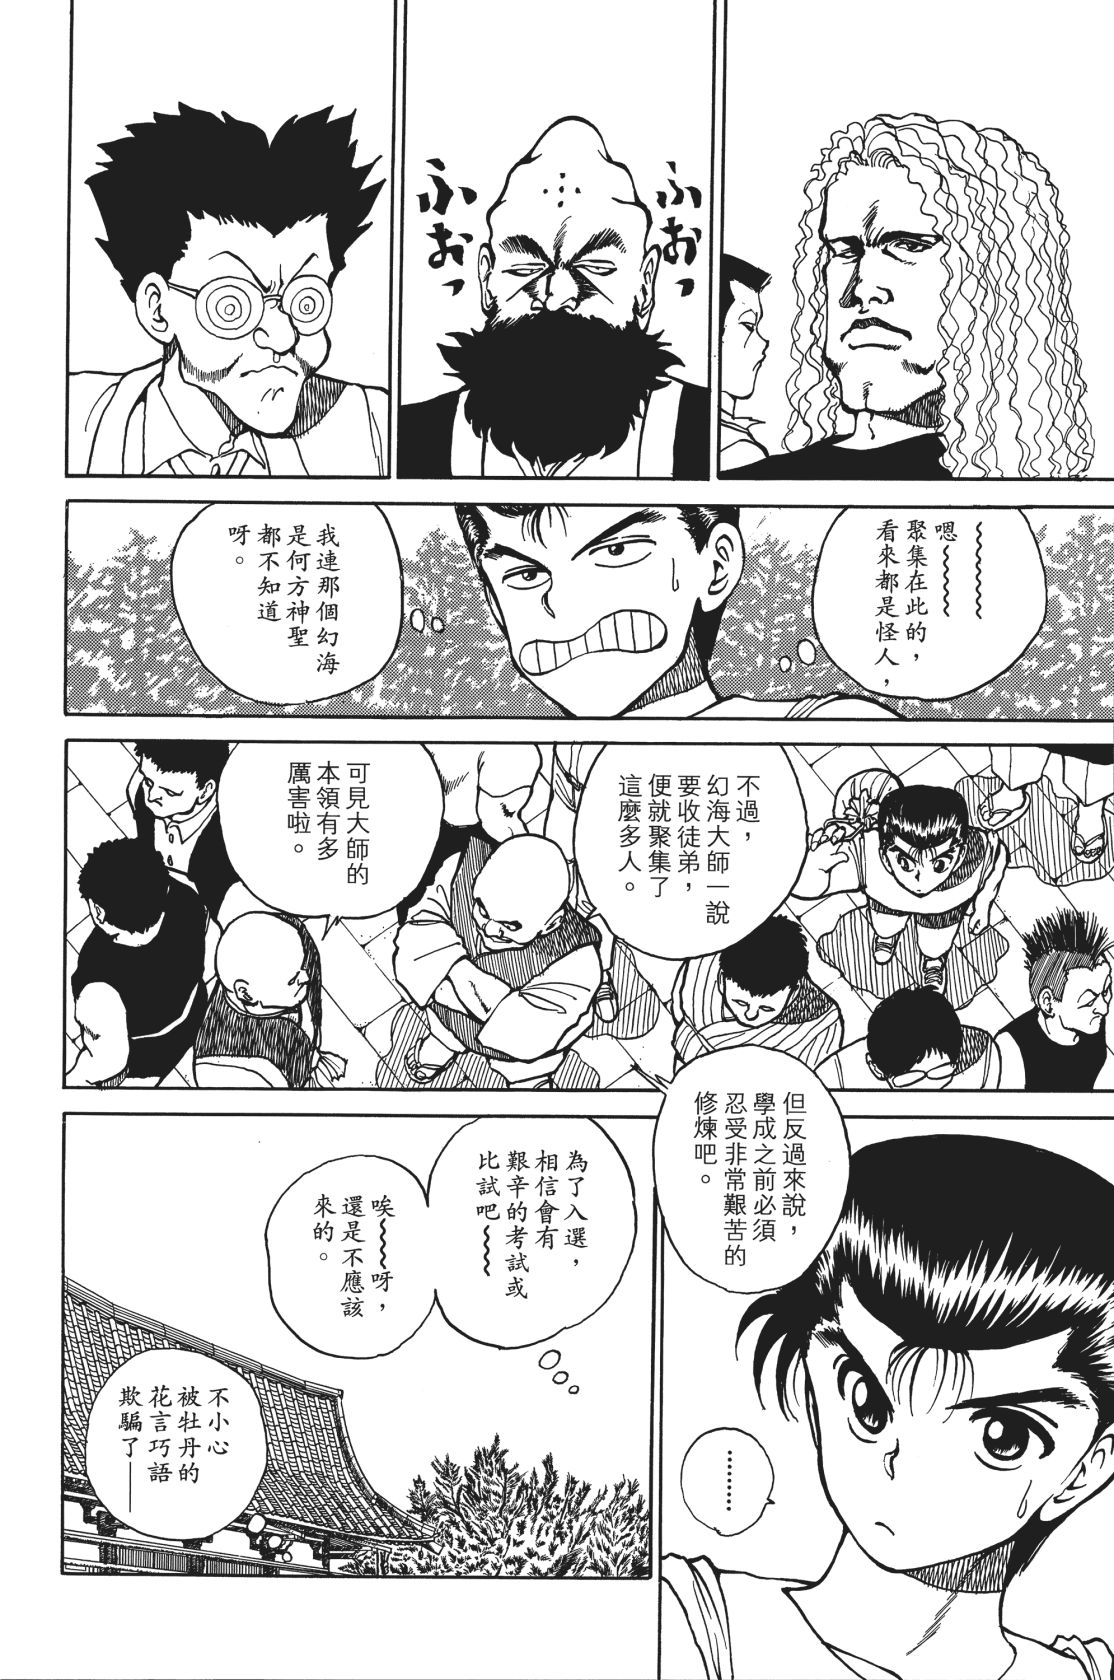 ふおっ
ふおっ
嗯～～～
聚集在此的，
看來都是怪人，
我連那個幻海
是何方神聖
都不知道
呀。
不過，
幻海大師一說
要收徒弟，
便就聚集了
這麼多人。
可見大師的
本領有多
厲害啦。
但反過來說，
學成之前必須
忍受非常艱苦的
修煉吧。
………
為了入選，
相信會有
艱辛的考試或
比試吧～～
唉～～呀，
還是不應該
來的。
不小心
被牡丹的
花言巧語
欺騙了——